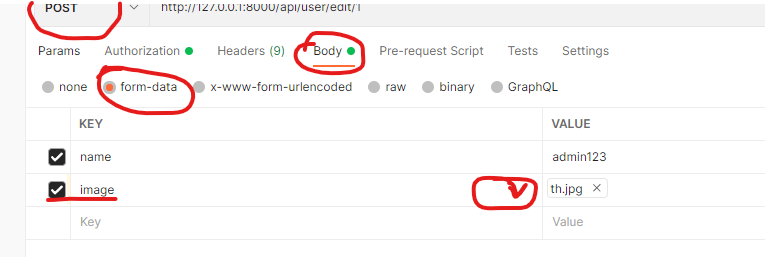 POST http://127.0.0.1:8000/api/user/edit/1
Params Authorization Headers (9) Body Pre-request Script Tests Settings
none form-data x-www-form-urlencoded raw binary GraphQL
KEY VALUE
name admin123
image th.jpg
Key Value